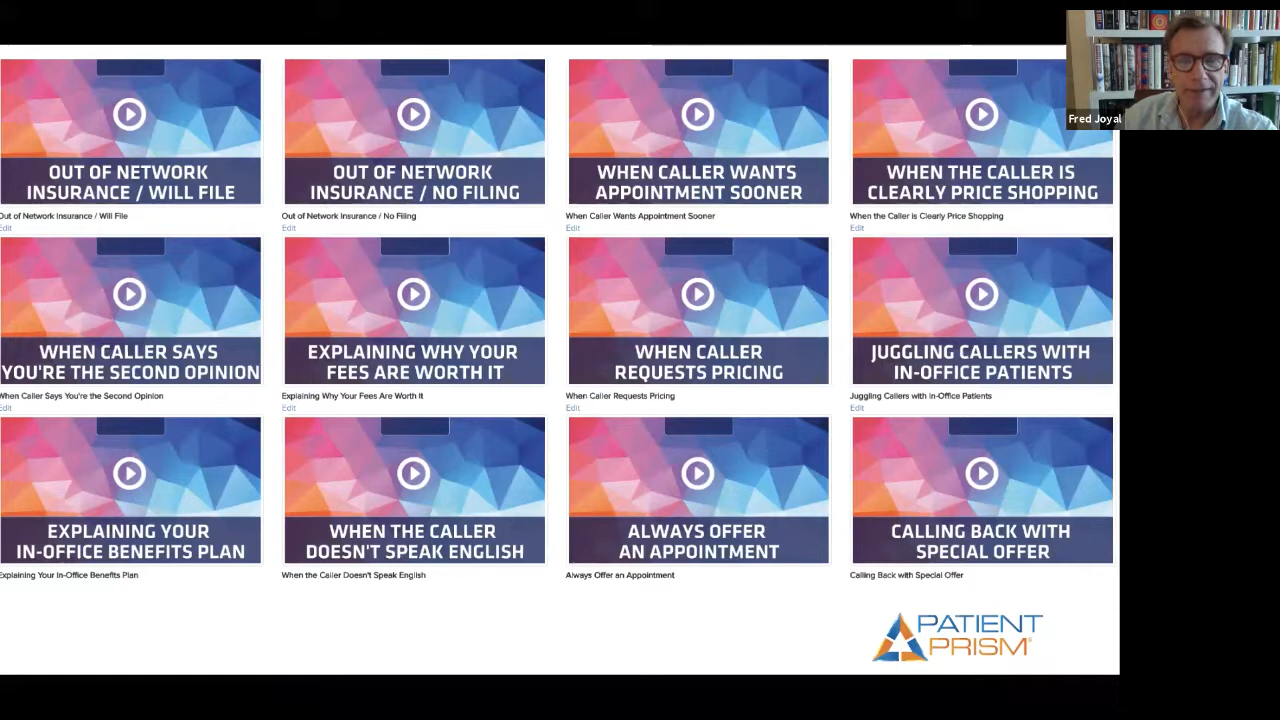 Fred Joyal
OUT OF NETWORK
INSURANCE / WILL FILE
OUT OF NETWORK
INSURANCE / NO FILING
WHEN CALLER WANTS
APPOINTMENT SOONER
WHEN THE CALLER IS
CLEARLY PRICE SHOPPING
Out of Network Insurance / Will File
Out of Network Insurance / No Filing
When Caller Wants Appointment Sooner
When the Caller is Clearly Price Shopping
Edit
Edit
Edit
Edit
WHEN CALLER SAYS
YOU'RE THE SECOND OPINION
EXPLAINING WHY YOUR
FEES ARE WORTH IT
WHEN CALLER
REQUESTS PRICING
JUGGLING CALLERS WITH
IN-OFFICE PATIENTS
When Caller Says You're the Second Opinion
Explaining Why Your Fees Are Worth It
When Caller Requests Pricing
Juggling Callers with In-Office Patients
Edit
Edit
Edit
Edit
EXPLAINING YOUR
IN-OFFICE BENEFITS PLAN
WHEN THE CALLER
DOESN'T SPEAK ENGLISH
ALWAYS OFFER
AN APPOINTMENT
CALLING BACK WITH
SPECIAL OFFER
Explaining Your In-Office Benefits Plan
When the Caller Doesn't Speak English
Always Offer an Appointment
Calling Back with Special Offer
PATIENT
PRISM